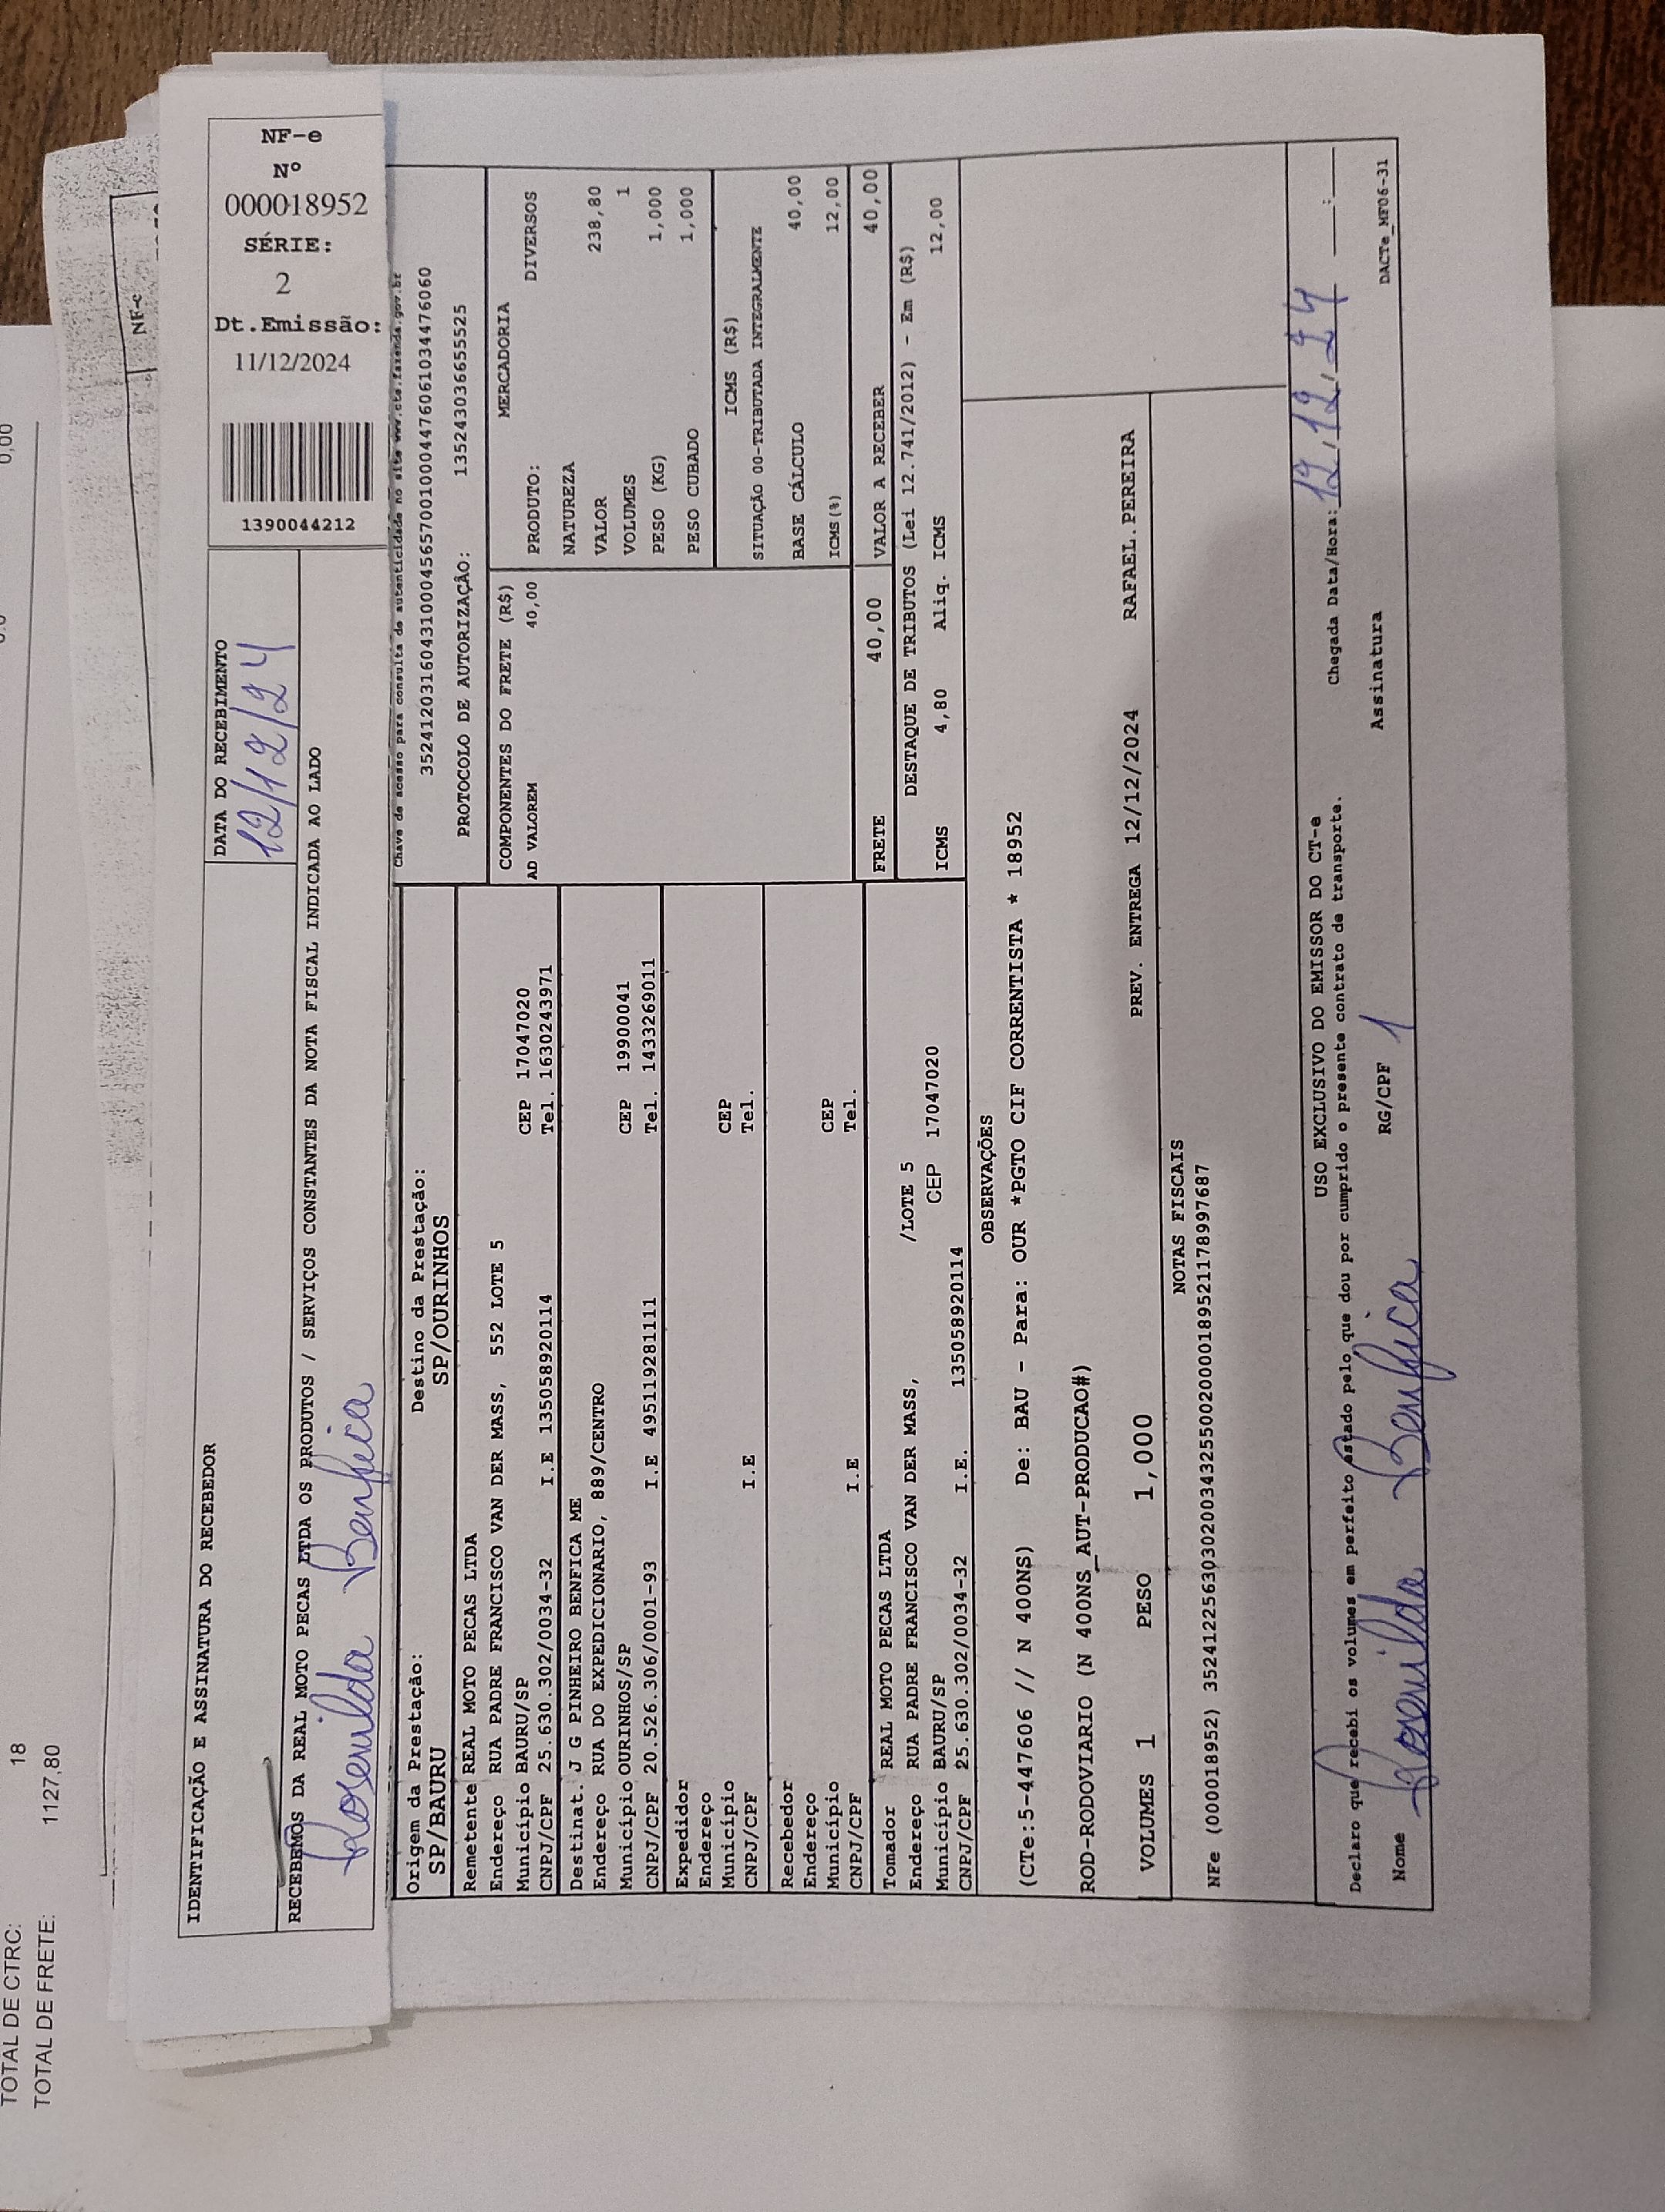 0,00
TOTAL DE CTRC: 18
TOTAL DE FRETE: 1127,80
IDENTIFICAÇÃO E ASSINATURA DO RECEBEDOR
DATA DO RECEBIMENTO
12/12/24
RECEBEMOS DA REAL MOTO PECAS LTDA OS PRODUTOS / SERVIÇOS CONSTANTES DA NOTA FISCAL INDICADA AO LADO
Rosenilda Benfica
NF-e
Nº
000018952
SÉRIE:
2
Dt.Emissão:
11/12/2024
1390044212
Chave de acesso para consulta de autenticidade no site www.cte.fazenda.gov.br
35241203160431000456570010004476061034476060
PROTOCOLO DE AUTORIZAÇÃO: 135243036655525
Origem da Prestação: Destino da Prestação:
SP/BAURU SP/OURINHOS
Remetente REAL MOTO PECAS LTDA
Endereço RUA PADRE FRANCISCO VAN DER MASS, 552 LOTE 5
Município BAURU/SP CEP 17047020
CNPJ/CPF 25.630.302/0034-32 I.E 135058920114 Tel. 1630243971
Destinat. J G PINHEIRO BENFICA ME
Endereço RUA DO EXPEDICIONARIO, 889/CENTRO
Município OURINHOS/SP CEP 19900041
CNPJ/CPF 20.526.306/0001-93 I.E 495119281111 Tel. 1433269011
Expedidor
Endereço
Município CEP
CNPJ/CPF I.E Tel.
Recebedor
Endereço
Município CEP
CNPJ/CPF I.E Tel.
Tomador REAL MOTO PECAS LTDA
Endereço RUA PADRE FRANCISCO VAN DER MASS, /LOTE 5
Município BAURU/SP CEP 17047020
CNPJ/CPF 25.630.302/0034-32 I.E. 135058920114
COMPONENTES DO FRETE (R$)
AD VALOREM 40,00
MERCADORIA
PRODUTO: DIVERSOS
NATUREZA
VALOR 238,80
VOLUMES 1
PESO (KG) 1,000
PESO CUBADO 1,000
ICMS (R$)
SITUAÇÃO 00-TRIBUTADA INTEGRALMENTE
BASE CÁLCULO 40,00
ICMS(%) 12,00
FRETE 40,00 VALOR A RECEBER 40,00
DESTAQUE DE TRIBUTOS (Lei 12.741/2012) - Em (R$)
ICMS 4,80 Aliq. ICMS 12,00
OBSERVAÇÕES
(CTe:5-447606 // N 400NS) De: BAU - Para: OUR *PGTO CIF CORRENTISTA * 18952
ROD-RODOVIARIO (N 400NS_AUT-PRODUCAO#)
VOLUMES 1 PESO 1,000 PREV. ENTREGA 12/12/2024 RAFAEL.PEREIRA
NOTAS FISCAIS
NFe (000018952) 35241225630302003432550020000189521178997687
USO EXCLUSIVO DO EMISSOR DO CT-e
Declaro que recebi os volumes em perfeito estado pelo que dou por cumprido o presente contrato de transporte. Chegada Data/Hora: 12,12,24 :
Nome Rosenilda Benfica RG/CPF 1 Assinatura
DACTe_MF06-31